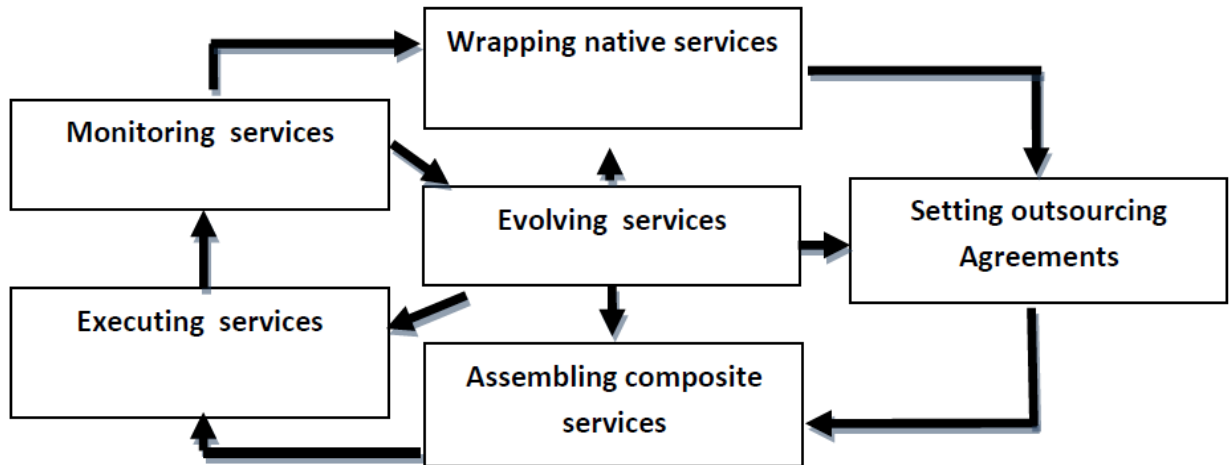 Wrapping native services
Monitoring services
Evolving services
Setting outsourcing
Agreements
Executing services
Assembling composite
services